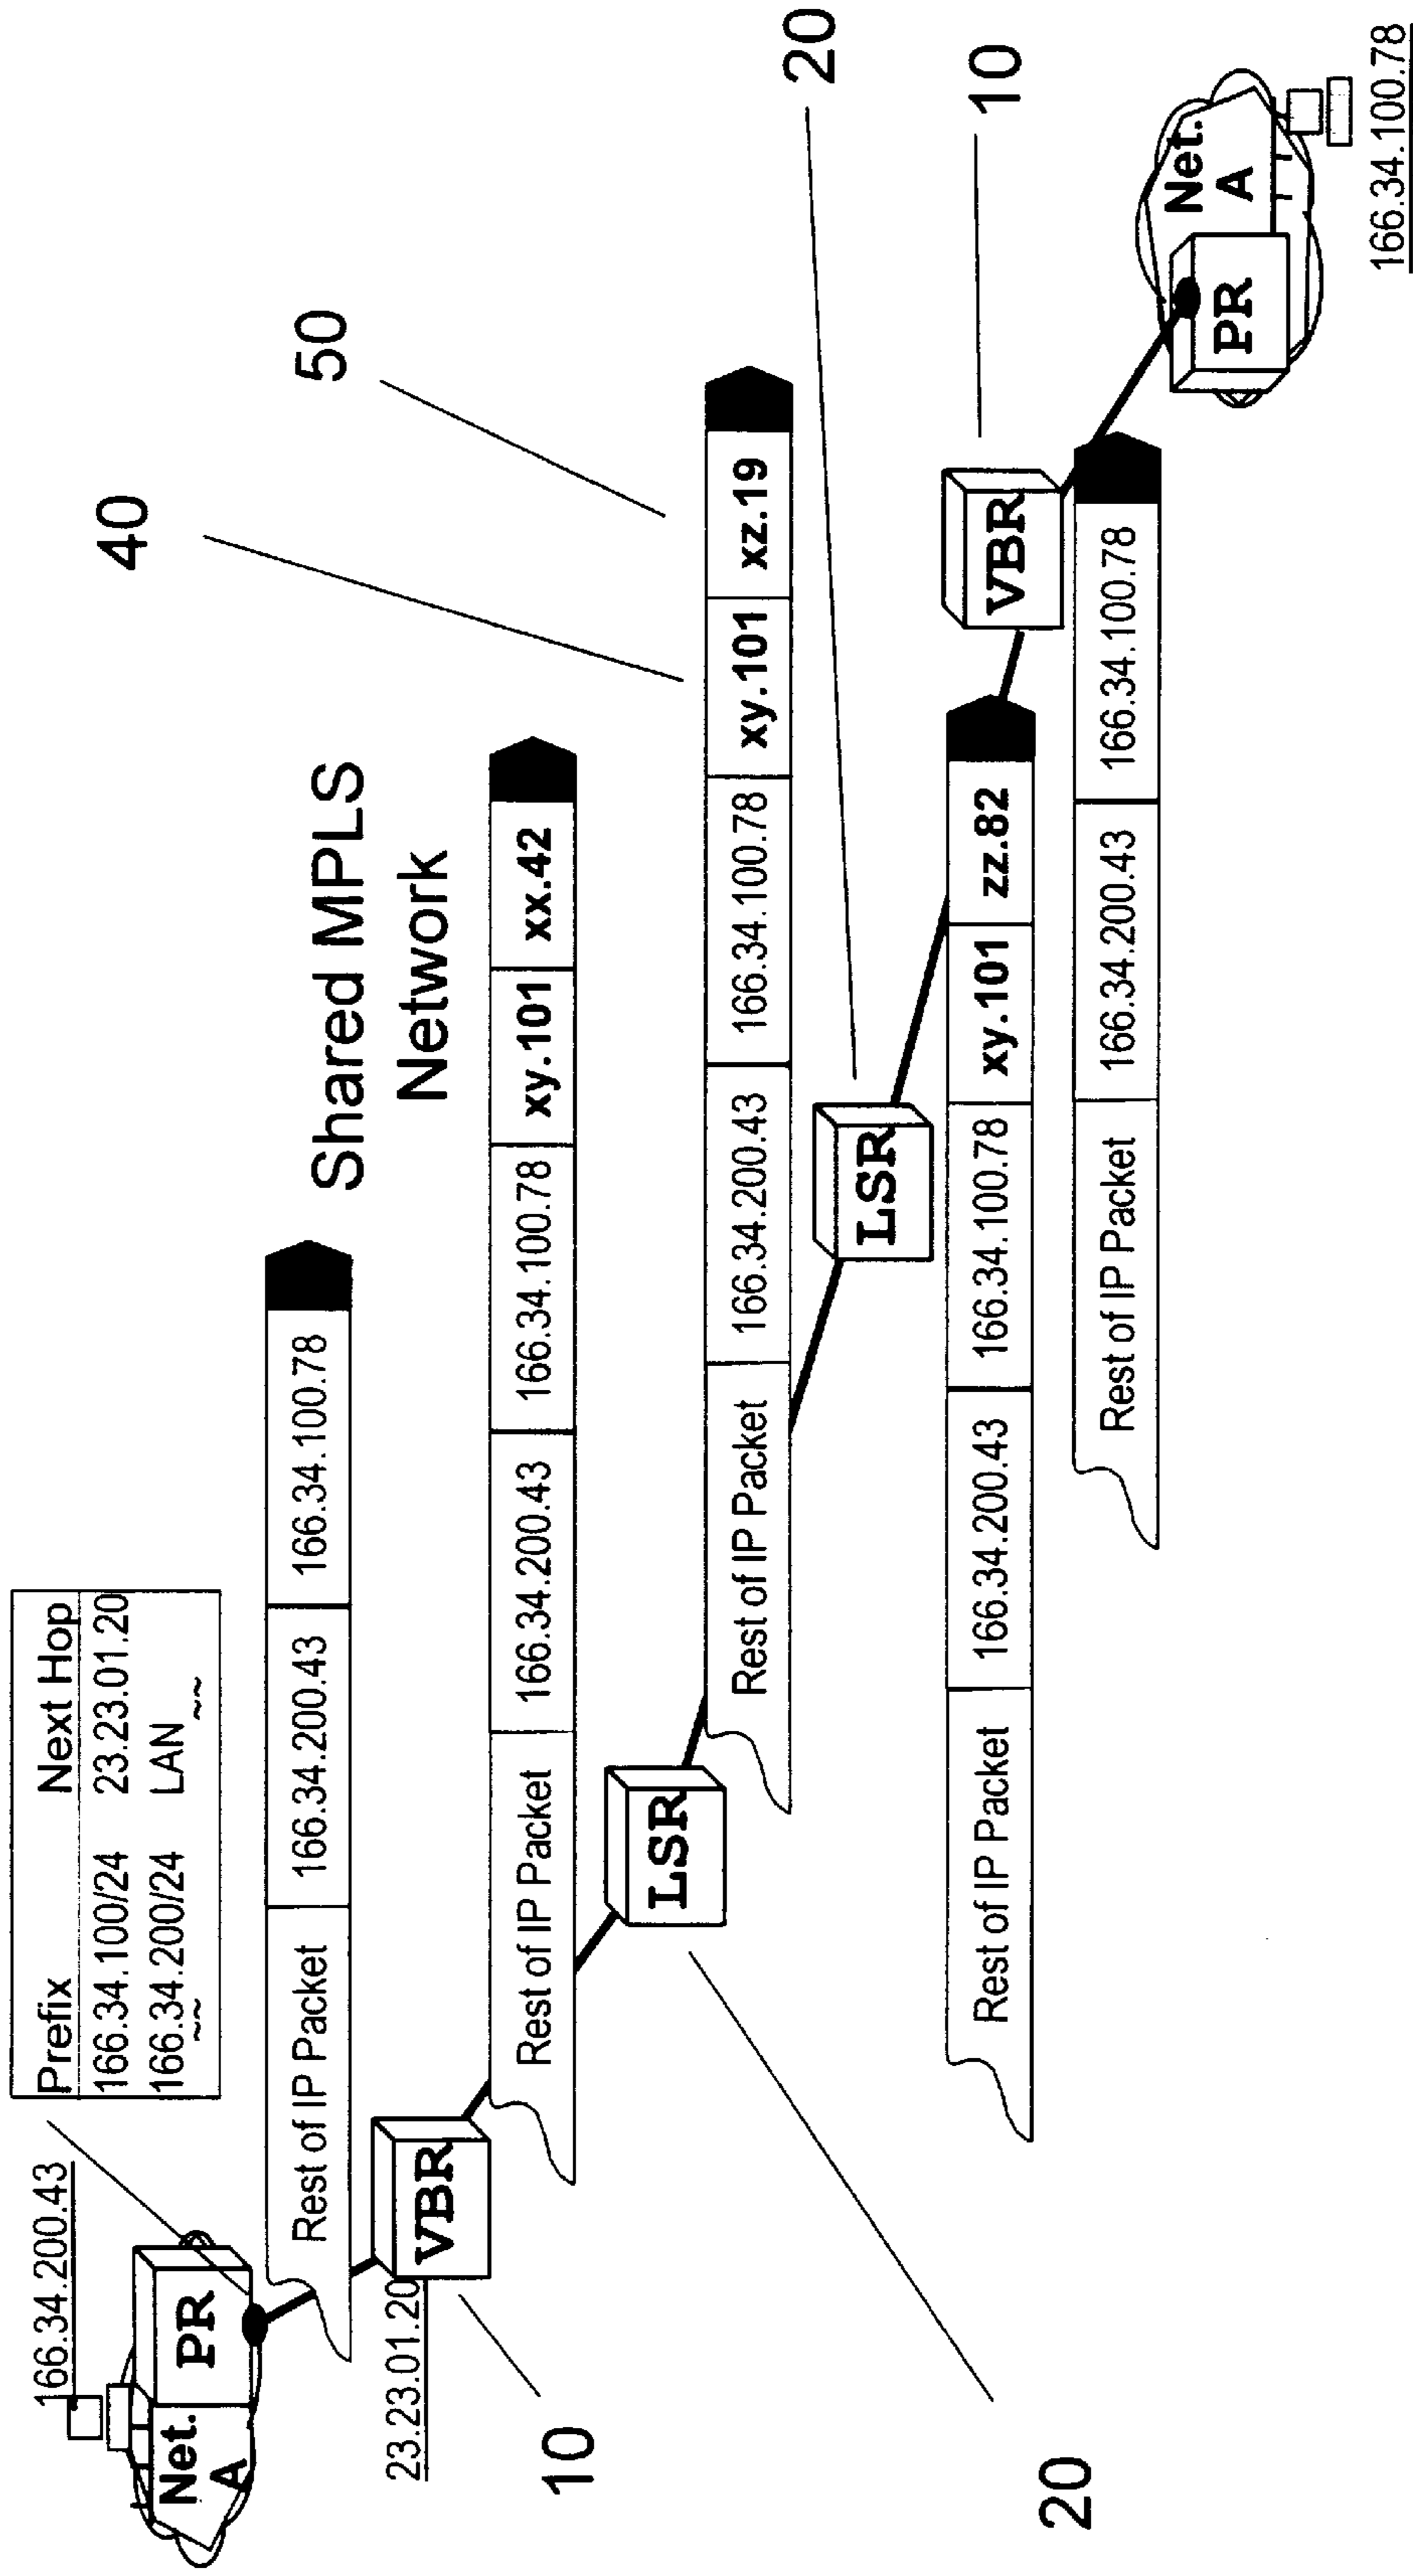 166.34.200.43
Prefix Next Hop
166.34.100/24 23.23.01.20
166.34.200/24 LAN
~~ ~~
Net. A
PR
Rest of IP Packet 166.34.200.43 166.34.100.78
Shared MPLS
Network
40
50
23.23.01.20
VBR
10
Rest of IP Packet 166.34.200.43 166.34.100.78 xy.101 xx.42
LSR
20
Rest of IP Packet 166.34.200.43 166.34.100.78 xy.101 xz.19
LSR
20
Rest of IP Packet 166.34.200.43 166.34.100.78 xy.101 zz.82
VBR
10
Rest of IP Packet 166.34.200.43 166.34.100.78
PR
Net. A
166.34.100.78